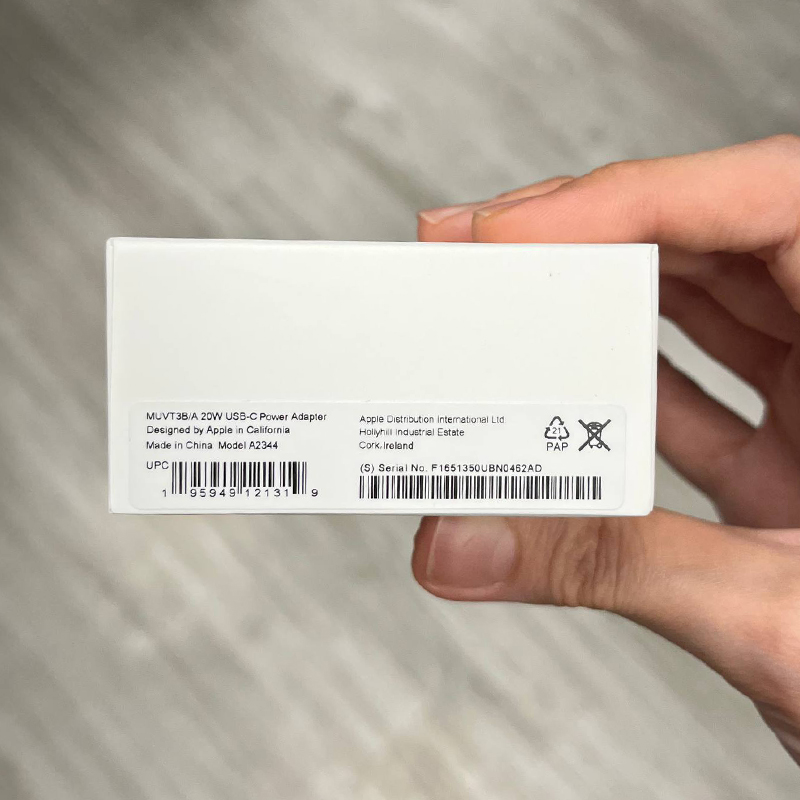 MUVT3B/A 20W USB-C Power Adapter
Designed by Apple in California
Made in China Model A2344
UPC
1 95949 12131 9
Apple Distribution International Ltd
Hollyhill Industrial Estate
Cork, Ireland
(S) Serial No. F1651350UBN0462AD
21
PAP